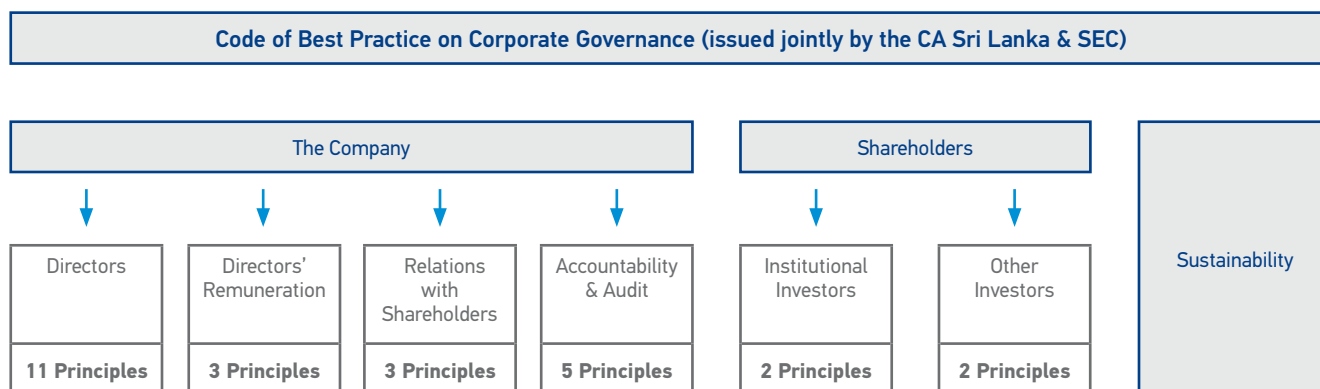 Code of Best Practice on Corporate Governance (issued jointly by the CA Sri Lanka & SEC)
The Company
Shareholders
Sustainability
Directors
Directors'
Remuneration
Relations
with
Shareholders
Accountability
& Audit
Institutional
Investors
Other
Investors
11 Principles
3 Principles
3 Principles
5 Principles
2 Principles
2 Principles